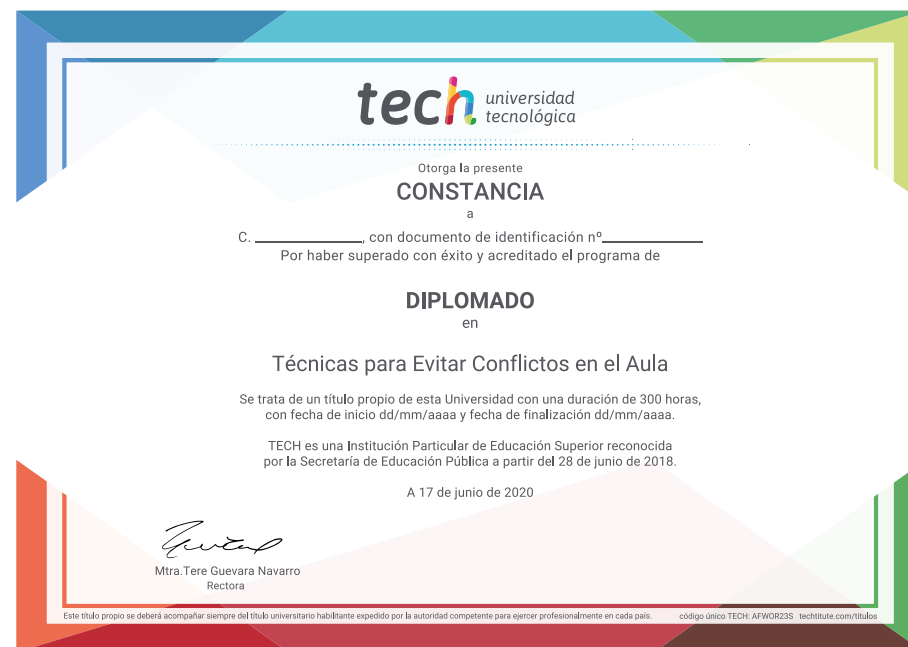 tech universidad
tecnológica
Otorga la presente
CONSTANCIA
a
C. ____________, con documento de identificación nº____________
Por haber superado con éxito y acreditado el programa de
DIPLOMADO
en
Técnicas para Evitar Conflictos en el Aula
Se trata de un título propio de esta Universidad con una duración de 300 horas,
con fecha de inicio dd/mm/aaaa y fecha de finalización dd/mm/aaaa.
TECH es una Institución Particular de Educación Superior reconocida
por la Secretaría de Educación Pública a partir del 28 de junio de 2018.
A 17 de junio de 2020
Mtra.Tere Guevara Navarro
Rectora
Este título propio se deberá acompañar siempre del título universitario habilitante expedido por la autoridad competente para ejercer profesionalmente en cada país. código único TECH: AFWOR23S techtitute.com/titulos